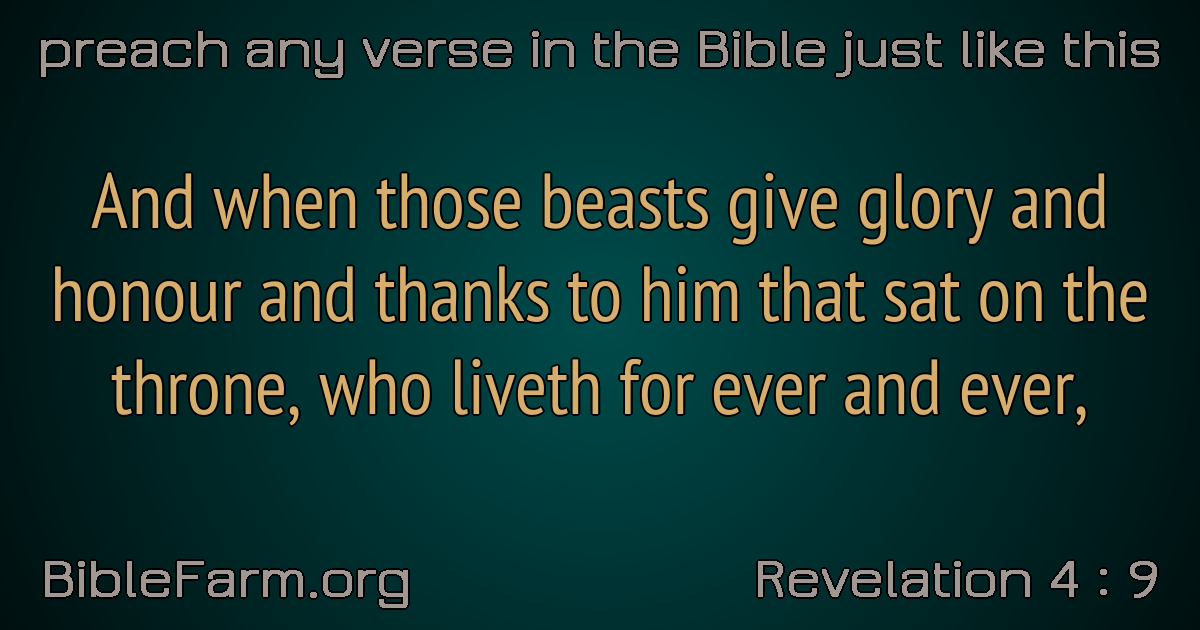 preach any verse in the Bible just like this
And when those beasts give glory and
honour and thanks to him that sat on the
throne, who liveth for ever and ever,
BibleFarm.org
Revelation 4 : 9